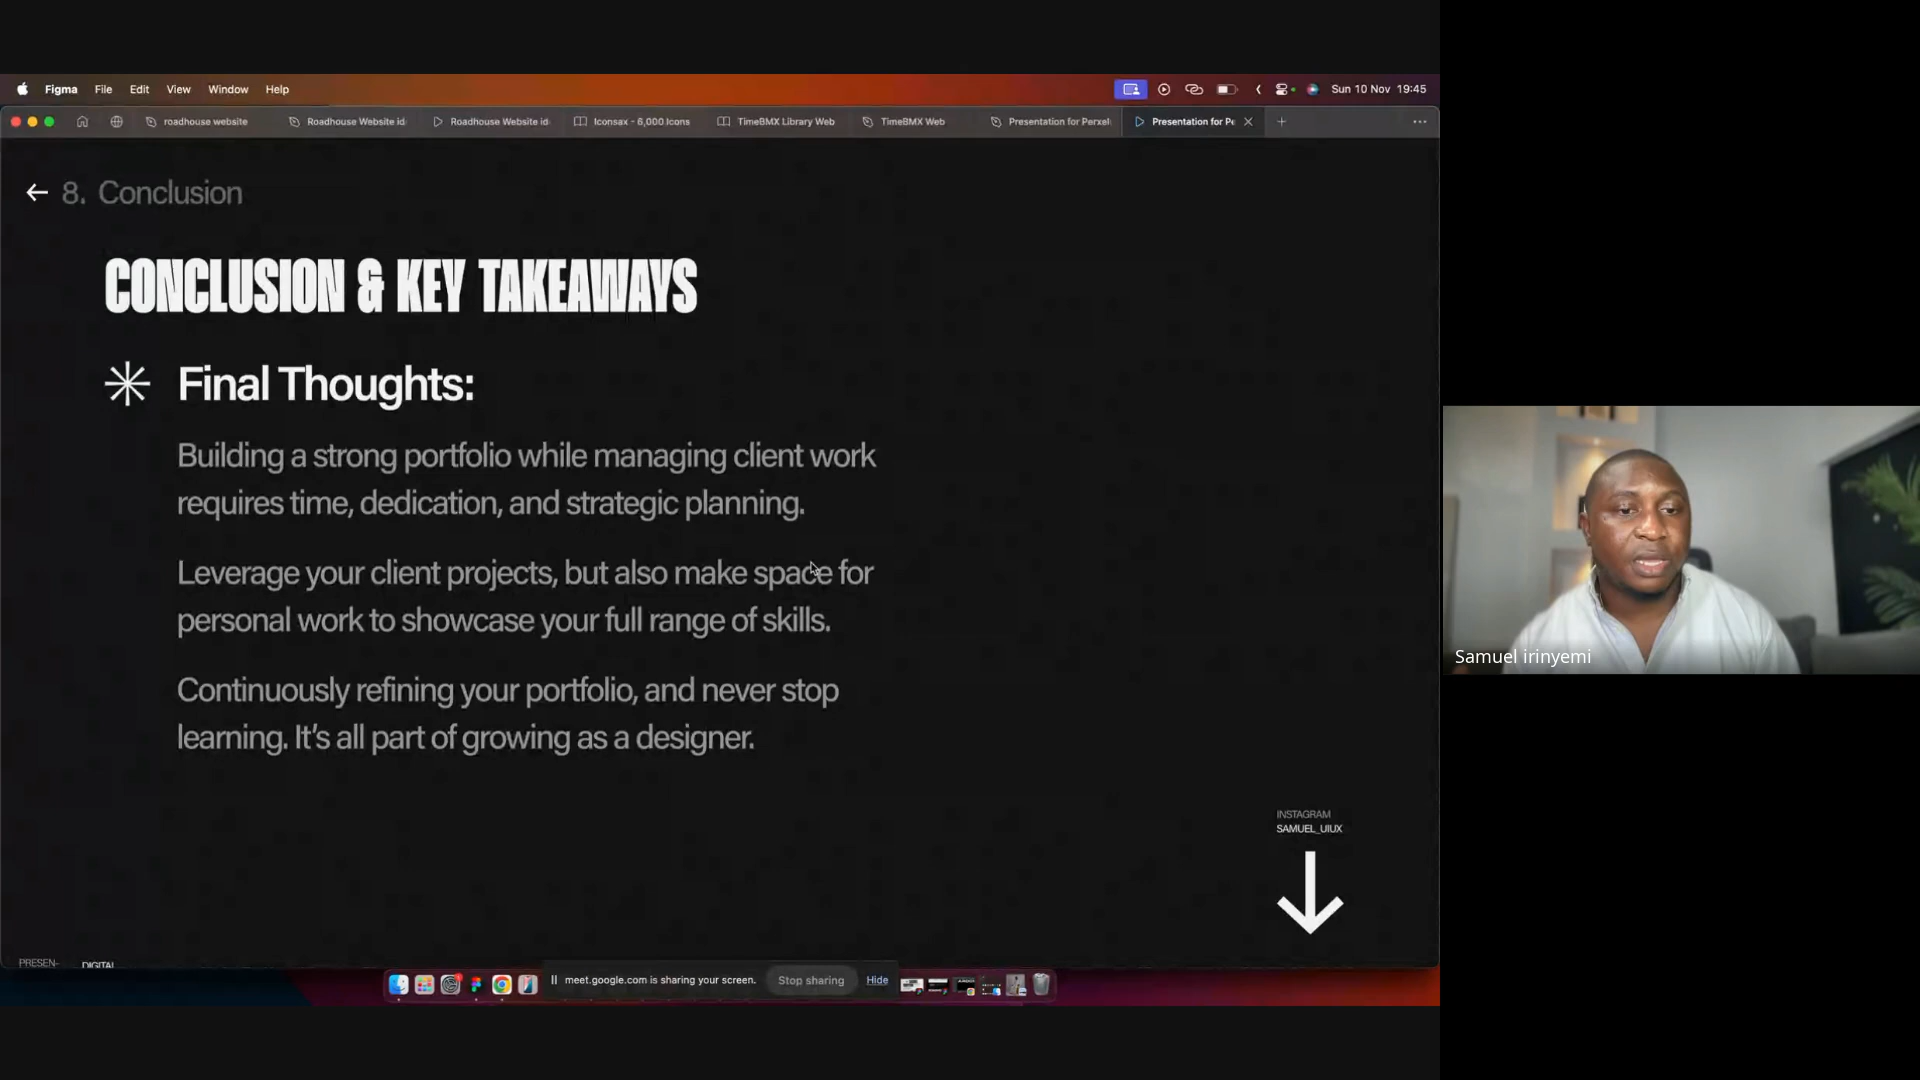 Figma File Edit View Window Help Sun 10 Nov 19:45
roadhouse website Roadhouse Website id Roadhouse Website id Iconsax - 6,000 Icons TimeBMX Library Web TimeBMX Web Presentation for Perxel Presentation for Pe
8. Conclusion
CONCLUSION & KEY TAKEAWAYS
Final Thoughts:
Building a strong portfolio while managing client work
requires time, dedication, and strategic planning.
Leverage your client projects, but also make space for
personal work to showcase your full range of skills.
Continuously refining your portfolio, and never stop
learning. It's all part of growing as a designer.
INSTAGRAM
SAMUEL_UIUX
PRESEN- DIGITAL
meet.google.com is sharing your screen. Stop sharing Hide
Samuel irinyemi